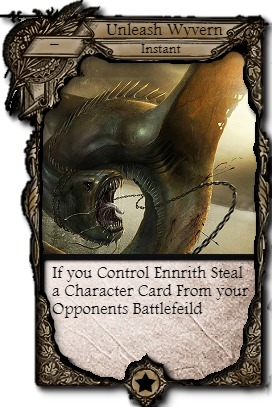 Unleash Wyvern
–
Instant
If you Control Ennrith Steal
a Character Card From your
Opponents Battlefeild